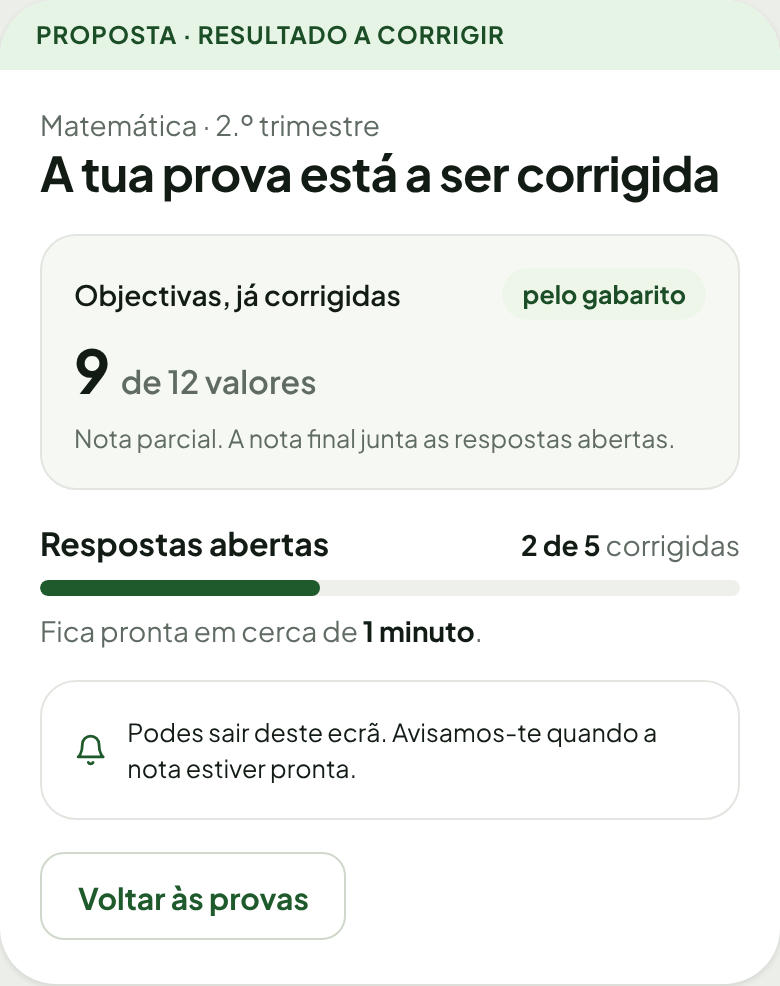 PROPOSTA · RESULTADO A CORRIGIR
Matemática · 2.º trimestre
A tua prova está a ser corrigida
Objectivas, já corrigidas
pelo gabarito
9 de 12 valores
Nota parcial. A nota final junta as respostas abertas.
Respostas abertas
2 de 5 corrigidas
Fica pronta em cerca de 1 minuto.
Podes sair deste ecrã. Avisamos-te quando a
nota estiver pronta.
Voltar às provas